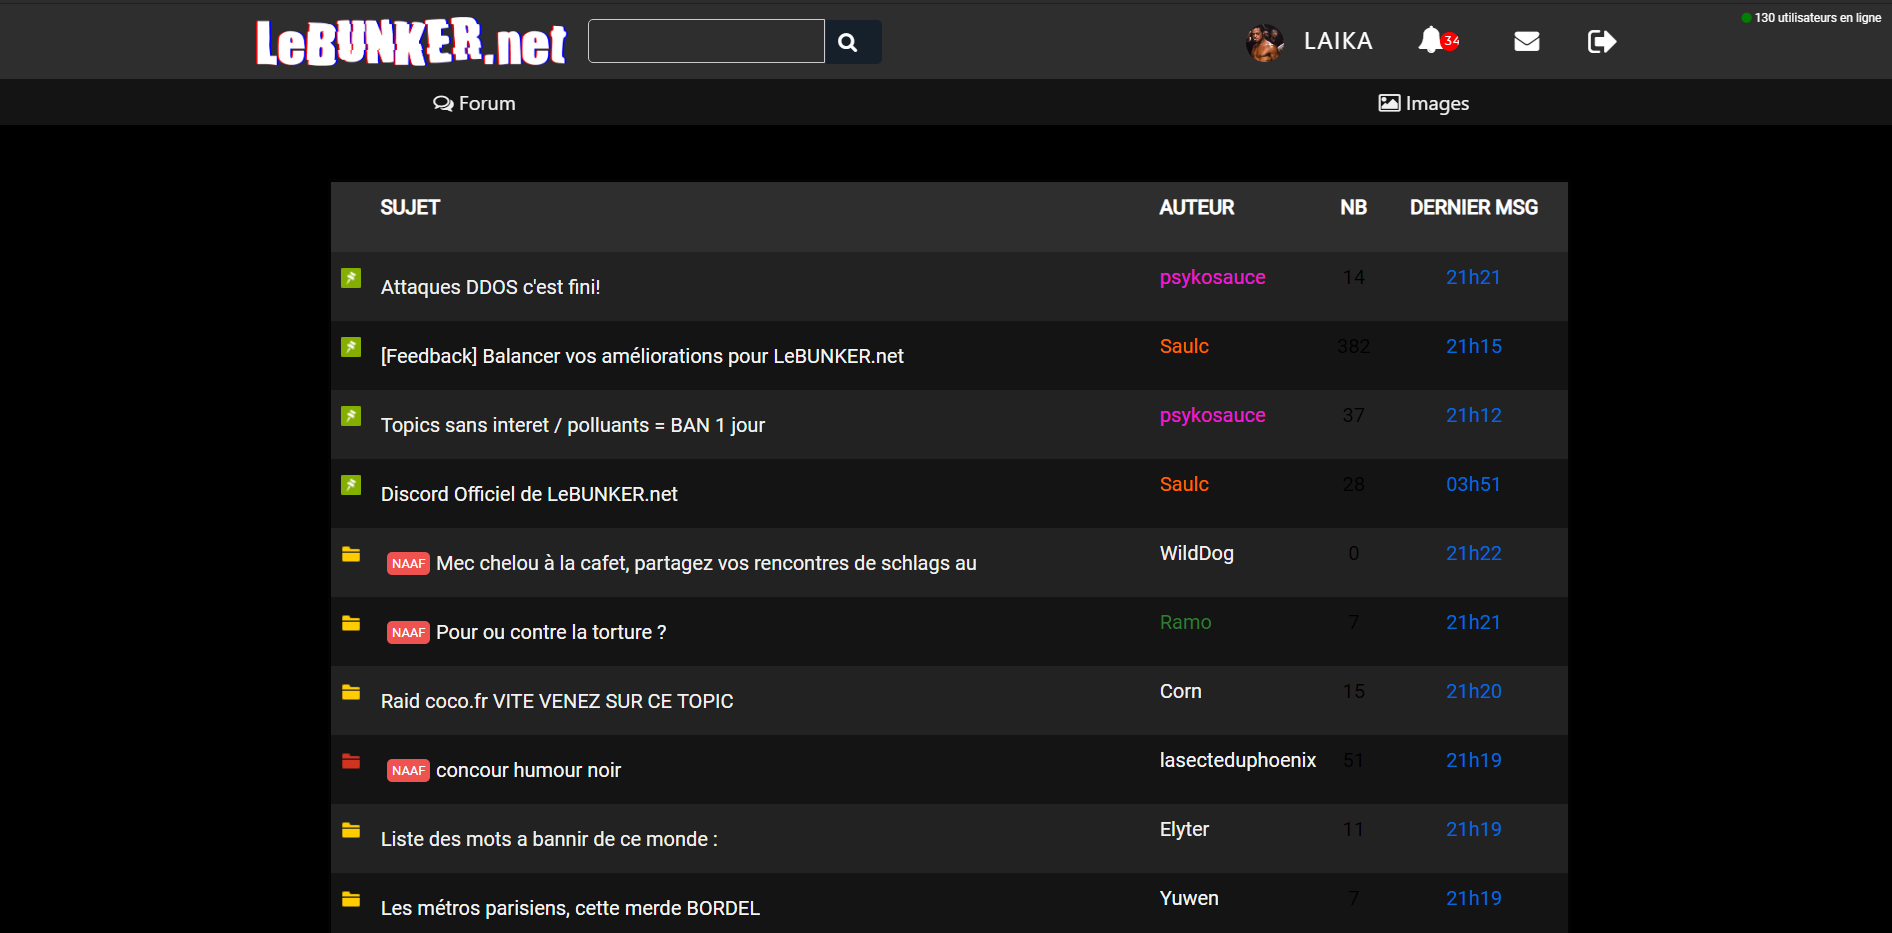 130 utilisateurs en ligne
LeBUNKER.net
LAIKA
34
Forum
Images
SUJET AUTEUR NB DERNIER MSG
Attaques DDOS c'est fini! psykosauce 14 21h21
[Feedback] Balancer vos améliorations pour LeBUNKER.net Saulc 382 21h15
Topics sans interet / polluants = BAN 1 jour psykosauce 37 21h12
Discord Officiel de LeBUNKER.net Saulc 28 03h51
NAAF Mec chelou à la cafet, partagez vos rencontres de schlags au WildDog 0 21h22
NAAF Pour ou contre la torture ? Ramo 7 21h21
Raid coco.fr VITE VENEZ SUR CE TOPIC Corn 15 21h20
NAAF concour humour noir lasecteduphoenix 51 21h19
Liste des mots a bannir de ce monde : Elyter 11 21h19
Les métros parisiens, cette merde BORDEL Yuwen 7 21h19